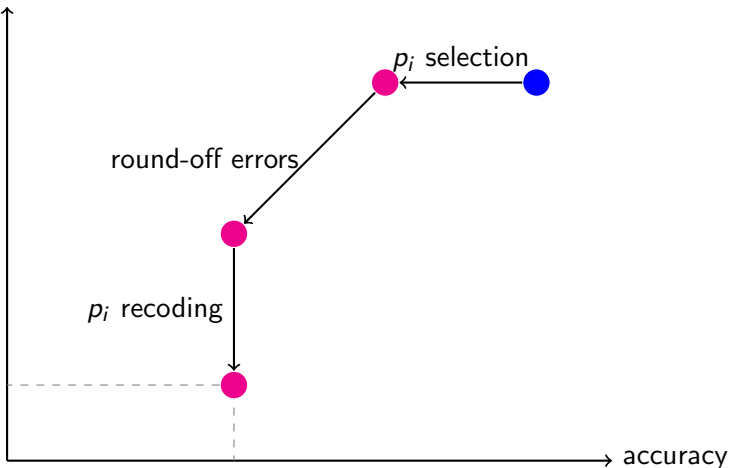 p_i selection
round-off errors
p_i recoding
accuracy